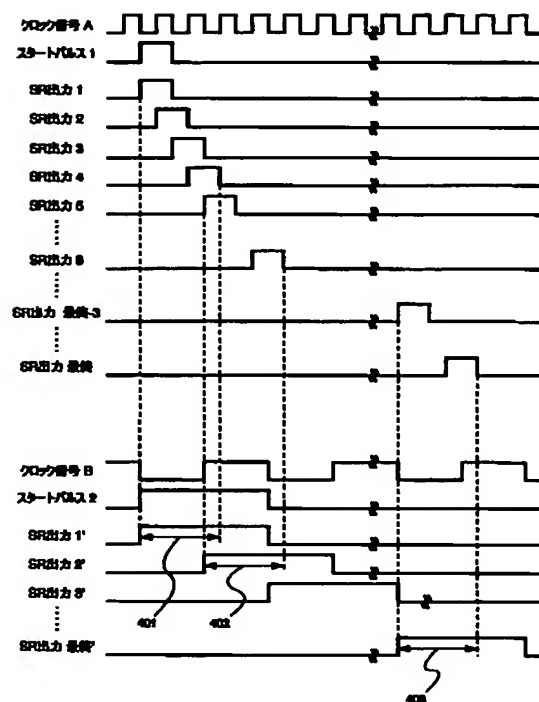 クロック信号 A
スタートパルス 1
SR出力 1
SR出力 2
SR出力 3
SR出力 4
SR出力 5
SR出力 8
SR出力 最終-3
SR出力 最終
クロック信号 B
スタートパルス 2
SR出力 1'
SR出力 2'
SR出力 3'
SR出力 最終'
401
402
403